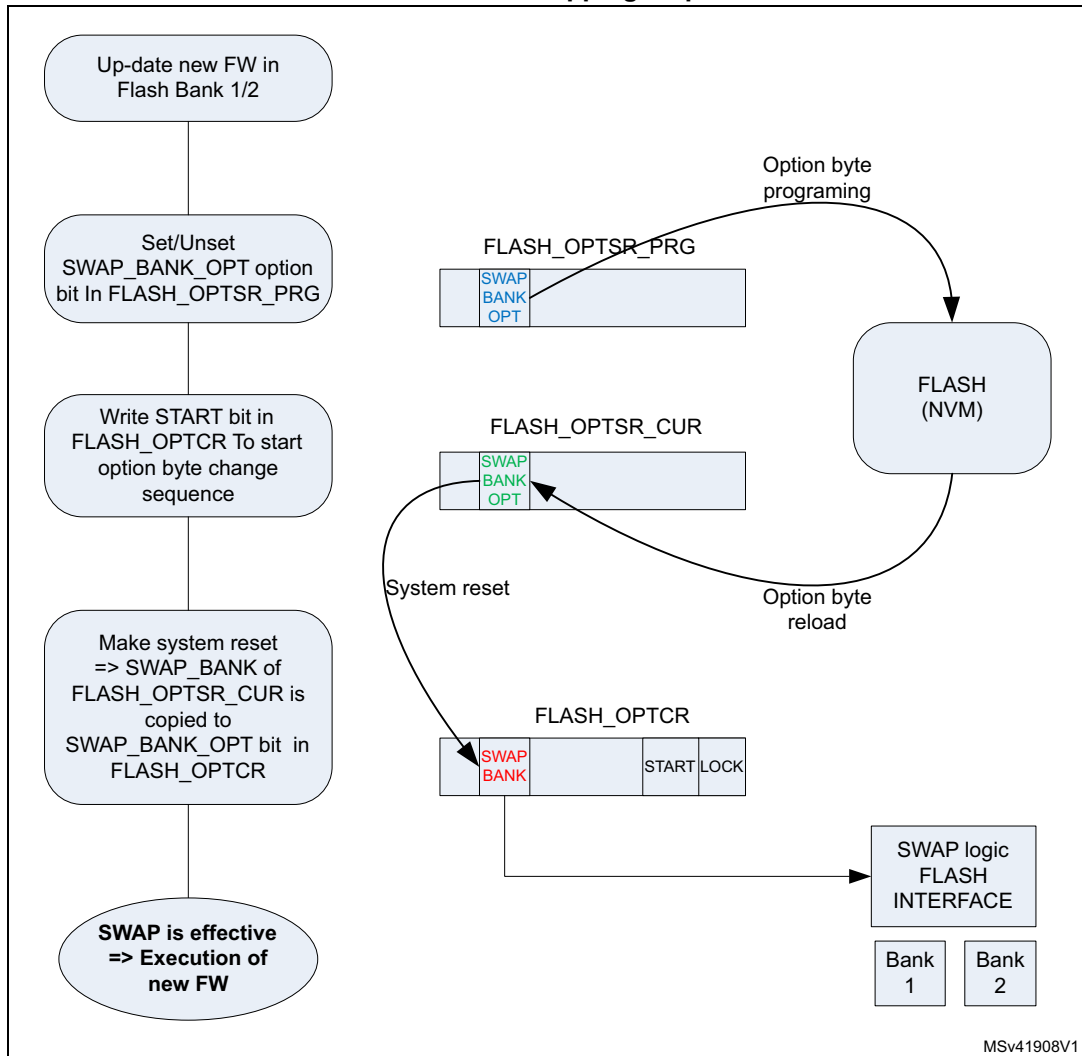 Up-date new FW in
Flash Bank 1/2
Set/Unset
SWAP_BANK_OPT option
bit In FLASH_OPTSR_PRG
Write START bit in
FLASH_OPTCR To start
option byte change
sequence
Make system reset
=> SWAP_BANK of
FLASH_OPTSR_CUR is
copied to
SWAP_BANK_OPT bit in
FLASH_OPTCR
SWAP is effective
=> Execution of
new FW
Option byte
programing
FLASH_OPTSR_PRG
SWAP
BANK
OPT
FLASH
(NVM)
FLASH_OPTSR_CUR
SWAP
BANK
OPT
System reset
Option byte
reload
FLASH_OPTCR
SWAP
BANK
START LOCK
SWAP logic
FLASH
INTERFACE
Bank
1
Bank
2
MSv41908V1